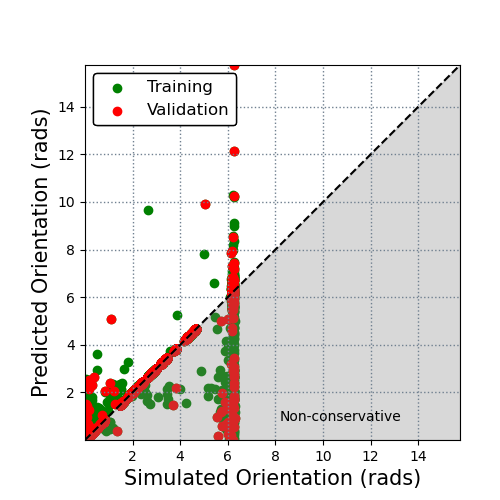 Training
Validation
14
12
10
8
6
4
2
Predicted Orientation (rads)
Non-conservative
2 4 6 8 10 12 14
Simulated Orientation (rads)